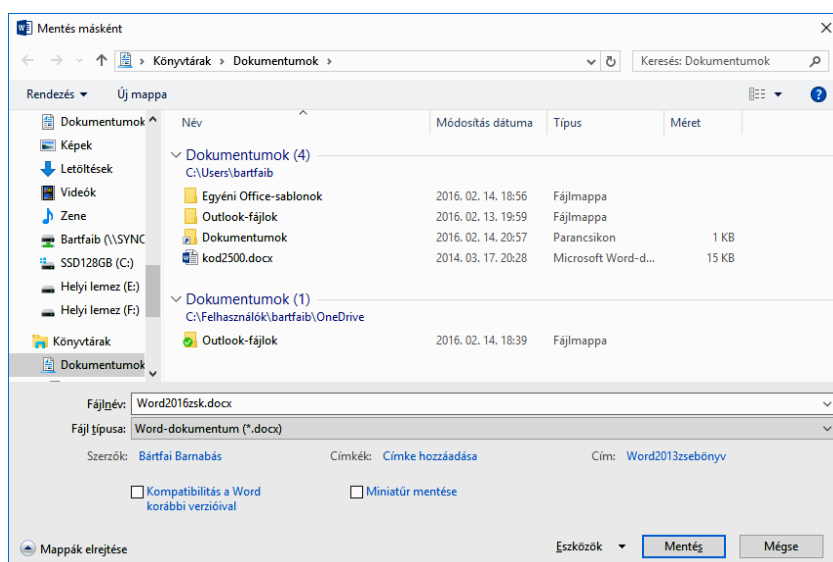 Mentés másként
Könyvtárak > Dokumentumok >
Keresés: Dokumentumok
Rendezés Új mappa
Dokumentumok
Képek
Letöltések
Videók
Zene
Bartfaib (\\SYNC
SSD128GB (C:)
Helyi lemez (E:)
Helyi lemez (F:)
Könyvtárak
Dokumentumok
Név Módosítás dátuma Típus Méret
Dokumentumok (4)
C:\Users\bartfaib
Egyéni Office-sablonok 2016. 02. 14. 18:56 Fájlmappa
Outlook-fájlok 2016. 02. 13. 19:59 Fájlmappa
Dokumentumok 2016. 02. 14. 20:57 Parancsikon 1 KB
kod2500.docx 2014. 03. 17. 20:28 Microsoft Word-d... 15 KB
Dokumentumok (1)
C:\Felhasználók\bartfaib\OneDrive
Outlook-fájlok 2016. 02. 14. 18:39 Fájlmappa
Fájlnév: Word2016zsk.docx
Fájl típusa: Word-dokumentum (*.docx)
Szerzők: Bártfai Barnabás Címkék: Címke hozzáadása Cím: Word2013zsebönyv
Kompatibilitás a Word
korábbi verzióival
Miniatűr mentése
Mappák elrejtése Eszközök Mentés Mégse